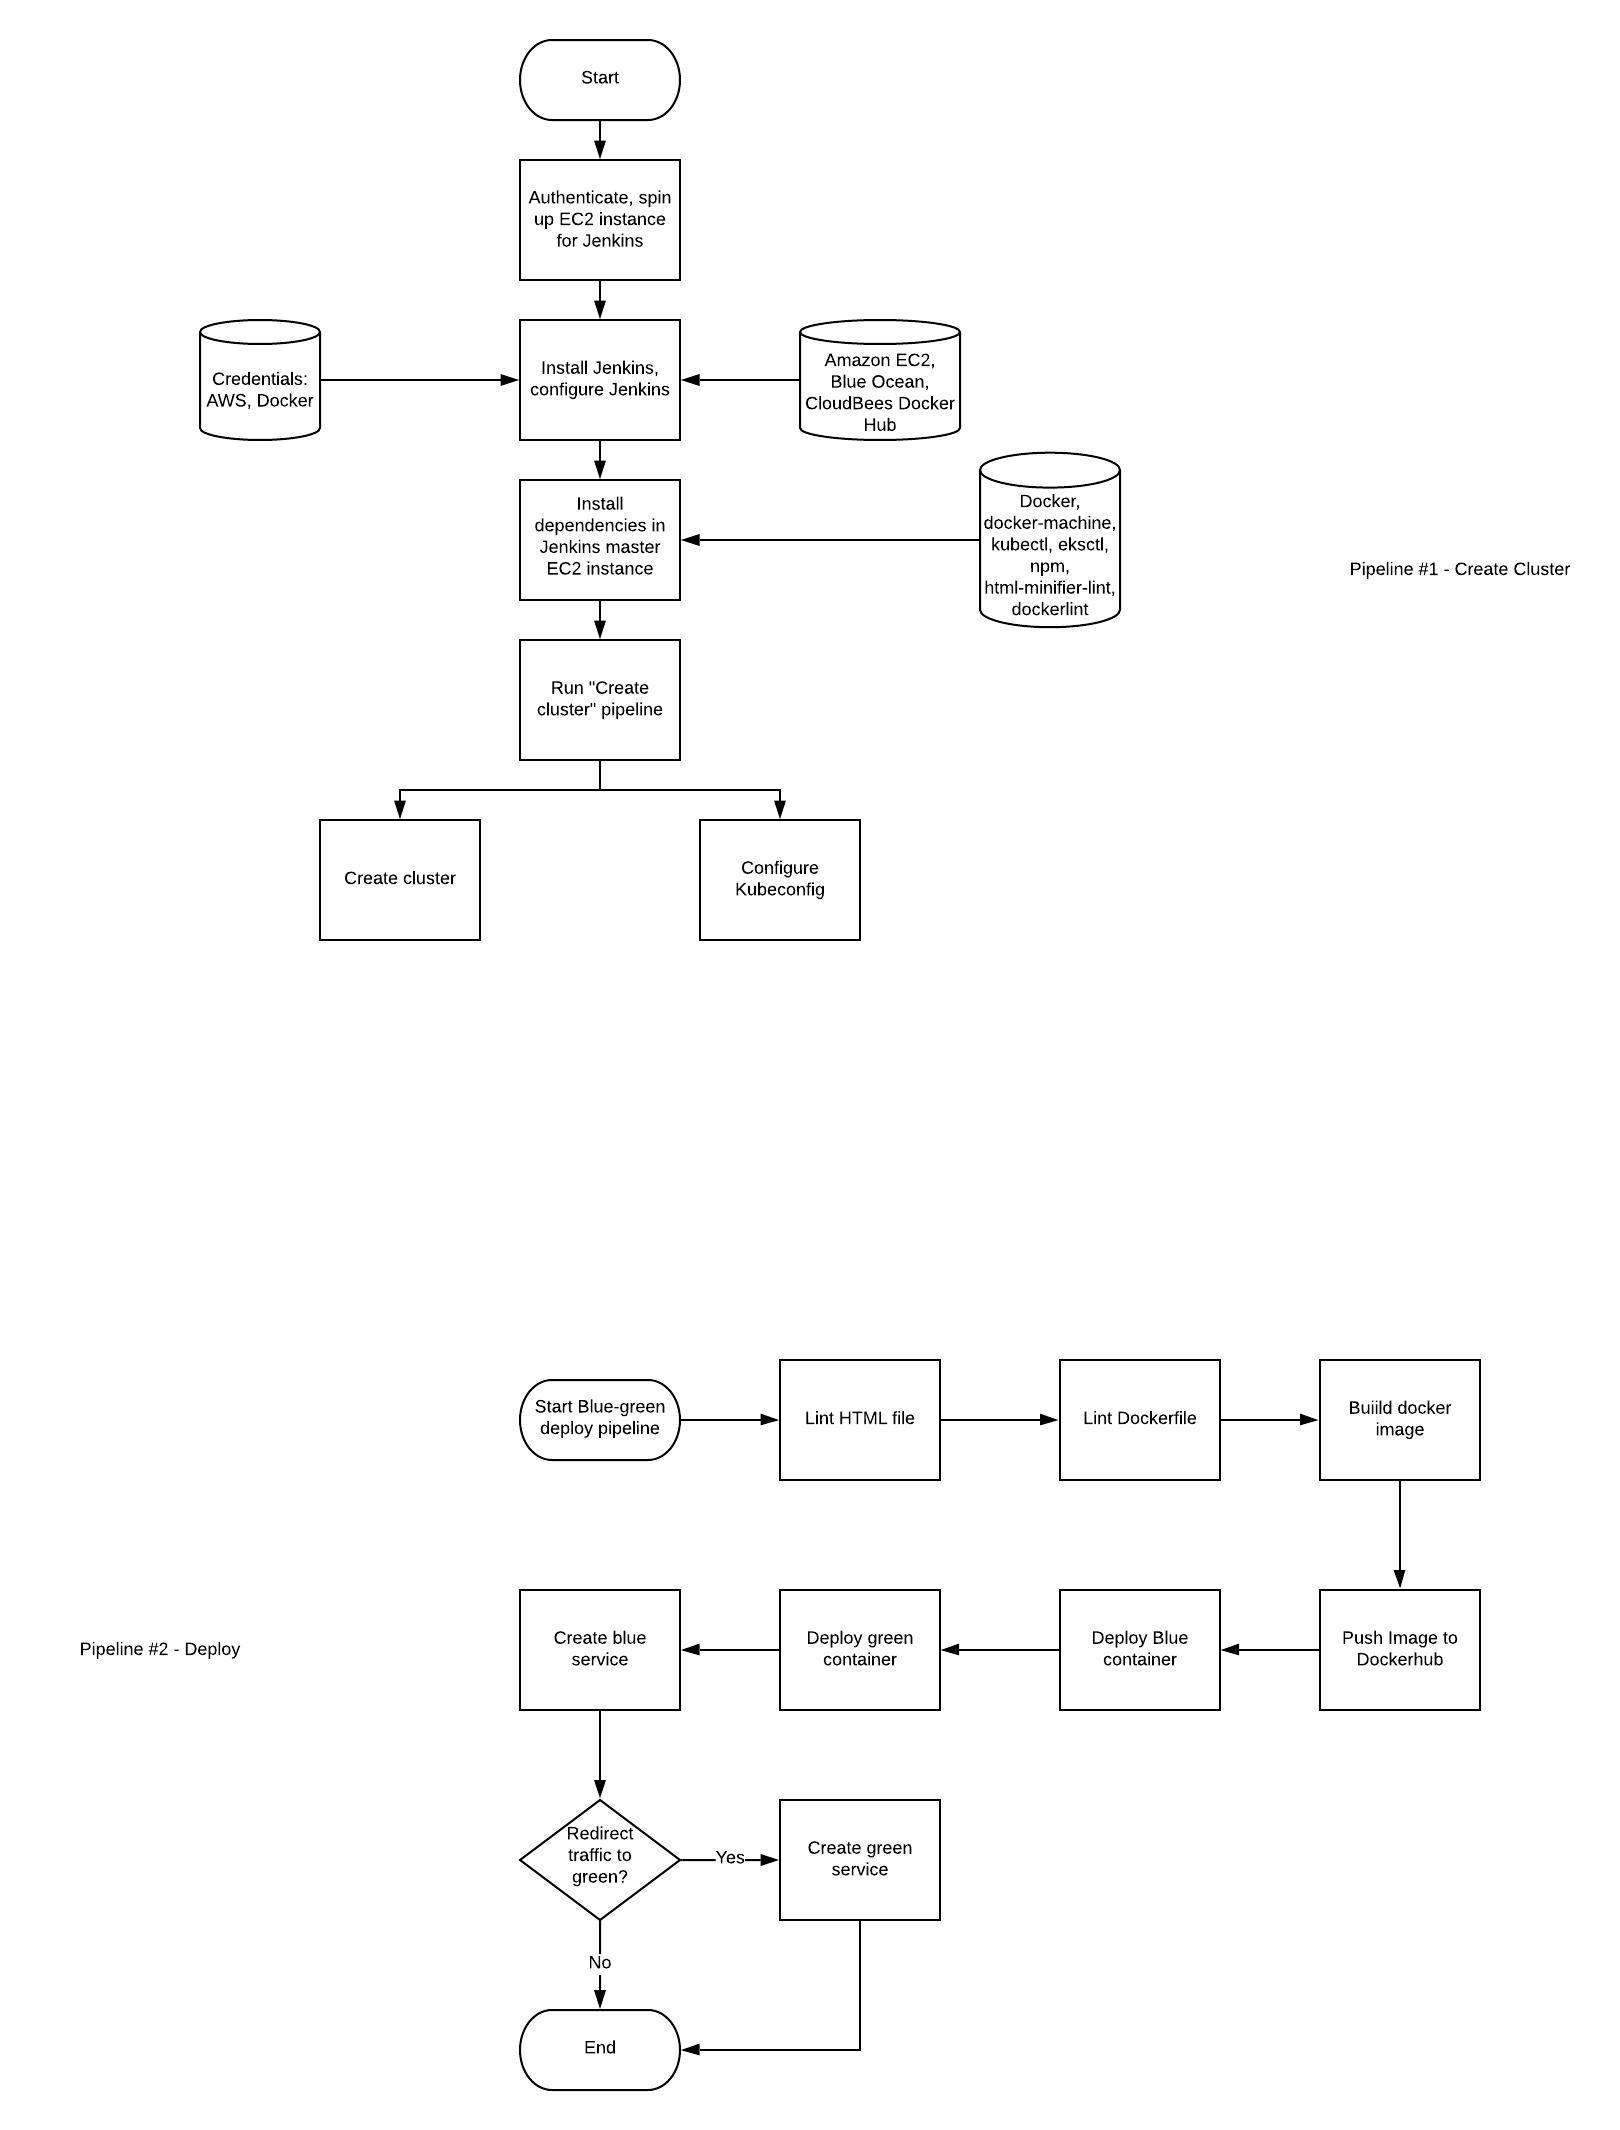 Start
Authenticate, spin
up EC2 instance
for Jenkins
Credentials:
AWS, Docker
Install Jenkins,
configure Jenkins
Amazon EC2,
Blue Ocean,
CloudBees Docker
Hub
Install
dependencies in
Jenkins master
EC2 instance
Docker,
docker-machine,
kubectl, eksctl,
npm,
html-minifier-lint,
dockerlint
Pipeline #1 - Create Cluster
Run "Create
cluster" pipeline
Create cluster
Configure
Kubeconfig
Start Blue-green
deploy pipeline
Lint HTML file
Lint Dockerfile
Buiild docker
image
Pipeline #2 - Deploy
Create blue
service
Deploy green
container
Deploy Blue
container
Push Image to
Dockerhub
Redirect
traffic to
green?
Yes
Create green
service
No
End